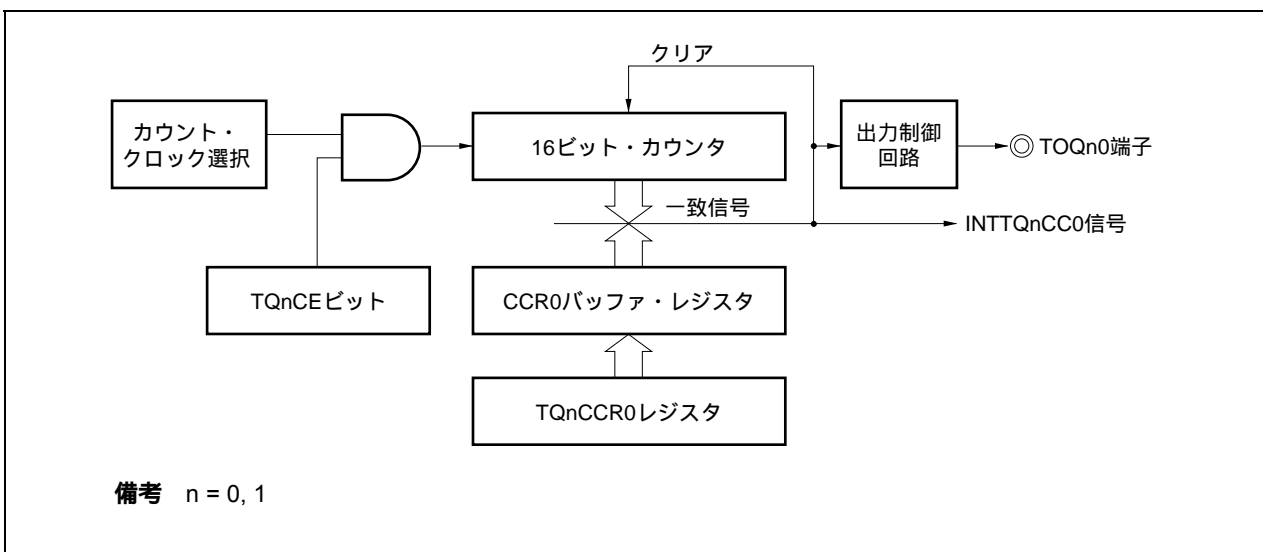 クリア
カウント・
クロック選択
16ビット・カウンタ
出力制御
回路
TOQn0端子
一致信号
INTTQnCC0信号
TQnCEビット
CCR0バッファ・レジスタ
TQnCCR0レジスタ
備考 n = 0, 1